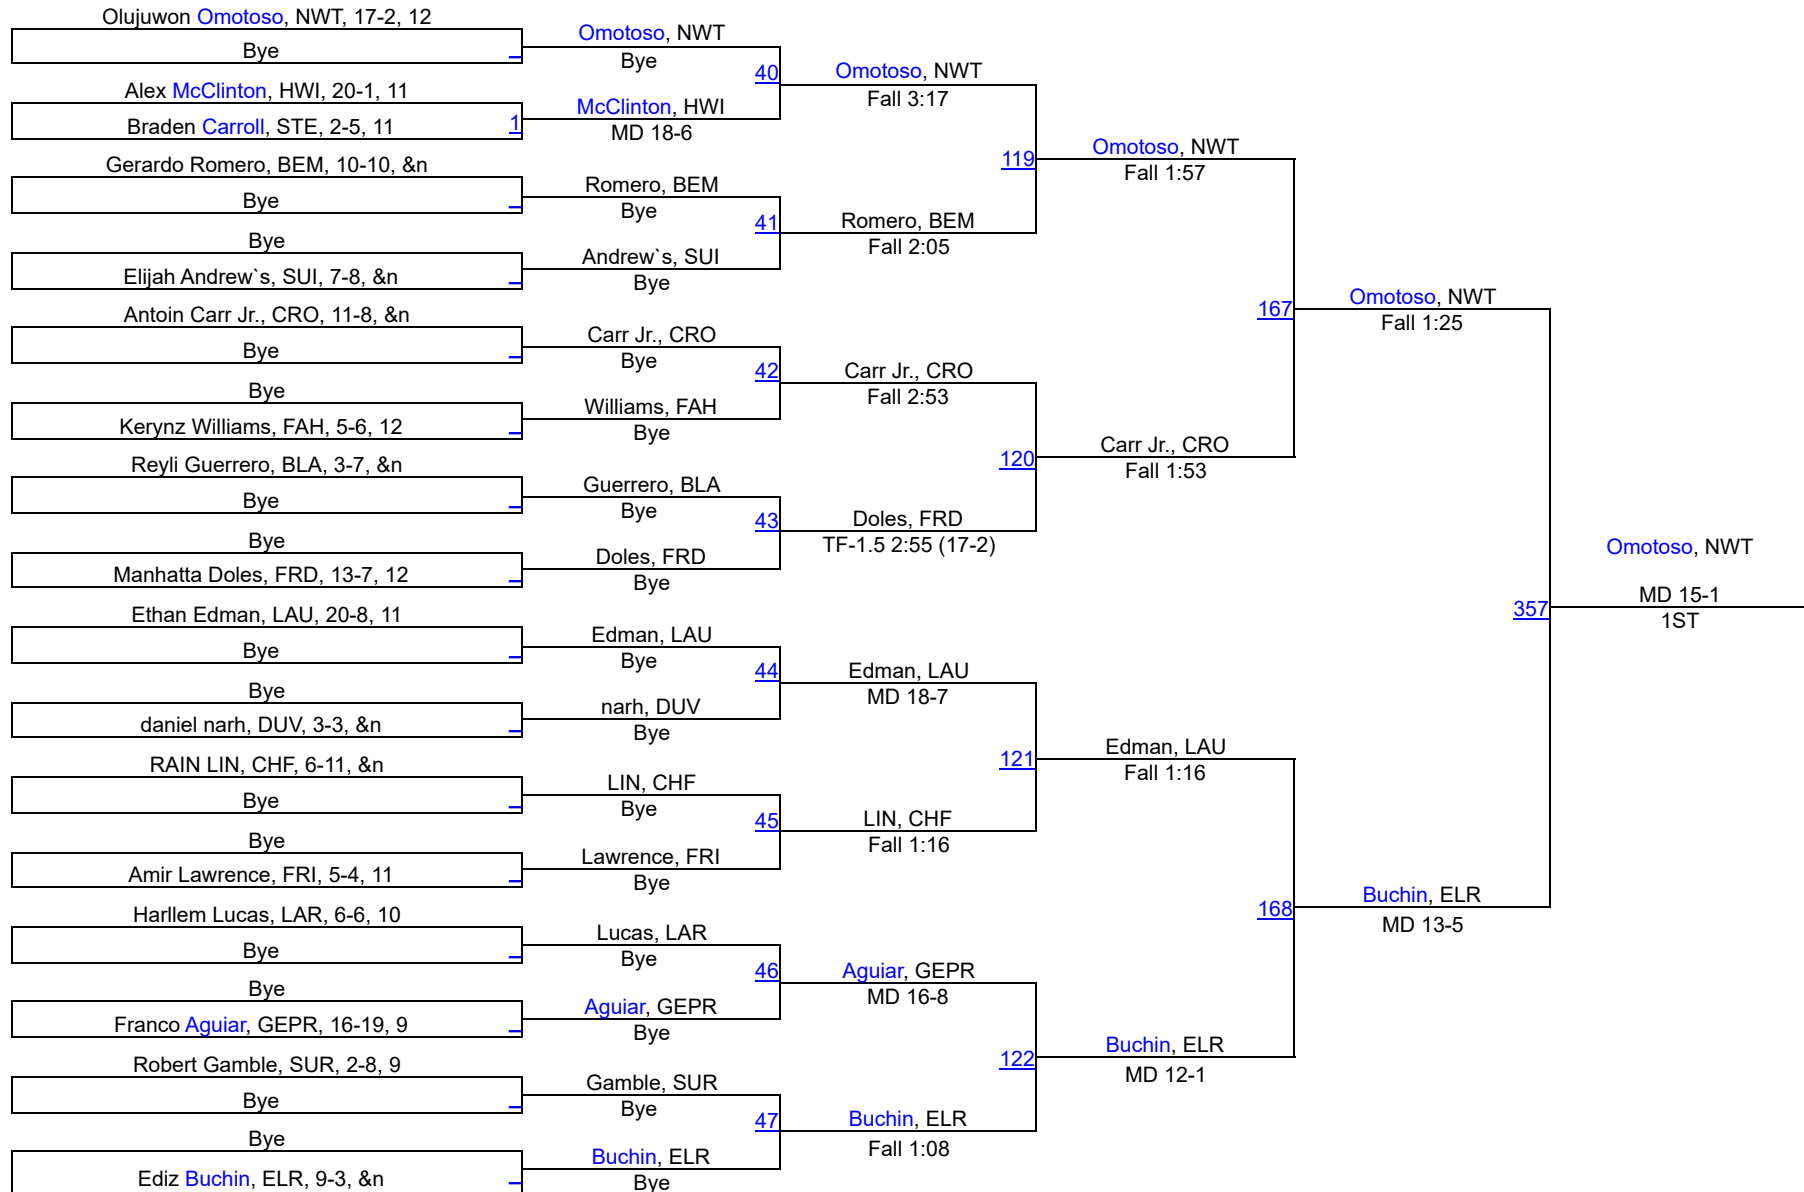 Olujuwon Omotoso, NWT, 17-2, 12
Bye
Alex McClinton, HWI, 20-1, 11
Braden Carroll, STE, 2-5, 11
1
Gerardo Romero, BEM, 10-10, &n
Bye
Bye
Elijah Andrew`s, SUI, 7-8, &n
Antoin Carr Jr., CRO, 11-8, &n
Bye
Bye
Kerynz Williams, FAH, 5-6, 12
Reyli Guerrero, BLA, 3-7, &n
Bye
Bye
Manhatta Doles, FRD, 13-7, 12
Ethan Edman, LAU, 20-8, 11
Bye
Bye
daniel narh, DUV, 3-3, &n
RAIN LIN, CHF, 6-11, &n
Bye
Bye
Amir Lawrence, FRI, 5-4, 11
Harllem Lucas, LAR, 6-6, 10
Bye
Bye
Franco Aguiar, GEPR, 16-19, 9
Robert Gamble, SUR, 2-8, 9
Bye
Bye
Ediz Buchin, ELR, 9-3, &n
Omotoso, NWT
Bye
40
McClinton, HWI
MD 18-6
Romero, BEM
Bye
41
Andrew`s, SUI
Bye
Carr Jr., CRO
Bye
42
Williams, FAH
Bye
Guerrero, BLA
Bye
43
Doles, FRD
Bye
Edman, LAU
Bye
44
narh, DUV
Bye
LIN, CHF
Bye
45
Lawrence, FRI
Bye
Lucas, LAR
Bye
46
Aguiar, GEPR
Bye
Gamble, SUR
Bye
47
Buchin, ELR
Bye
Omotoso, NWT
Fall 3:17
119
Romero, BEM
Fall 2:05
Carr Jr., CRO
Fall 2:53
120
Doles, FRD
TF-1.5 2:55 (17-2)
Edman, LAU
MD 18-7
121
LIN, CHF
Fall 1:16
Aguiar, GEPR
MD 16-8
122
Buchin, ELR
Fall 1:08
Omotoso, NWT
Fall 1:57
167
Carr Jr., CRO
Fall 1:53
Edman, LAU
Fall 1:16
168
Buchin, ELR
MD 12-1
Omotoso, NWT
Fall 1:25
357
Buchin, ELR
MD 13-5
Omotoso, NWT
MD 15-1
1ST